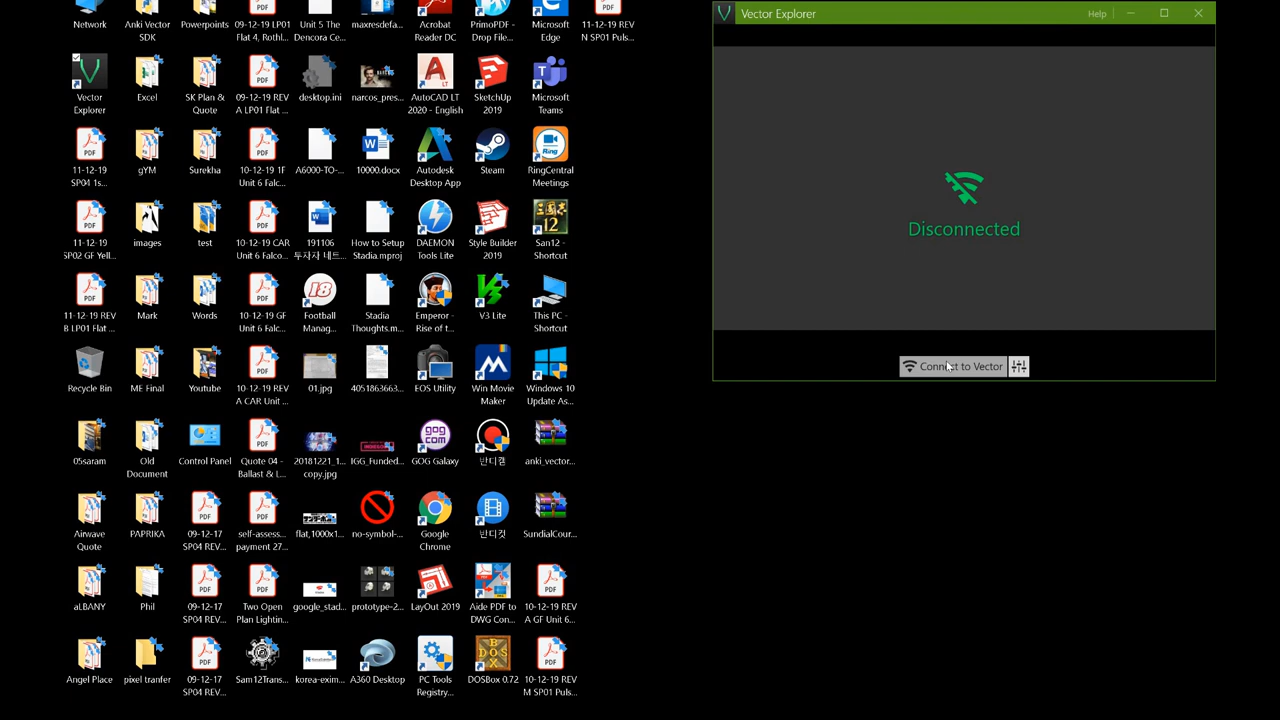 Network
Anki Vector
SDK
Powerpoints
09-12-19 LP01
Flat 4, Rothl...
Unit 5 The
Dencora Ce...
maxresdefa...
Acrobat
Reader DC
PrimoPDF -
Drop File...
Microsoft
Edge
11-12-19 REV
N SP01 Puls...
Vector
Explorer
Excel
SK Plan &
Quote
09-12-19 REV
A LP01 Flat ...
desktop.ini
narcos_pres...
AutoCAD LT
2020 - English
SketchUp
2019
Microsoft
Teams
11-12-19
SP04 1s...
gYM
Surekha
10-12-19 1F
Unit 6 Falc...
A6000-TO-...
10000.docx
Autodesk
Desktop App
Steam
Ring
RingCentral
Meetings
11-12-19
SP02 GF Yell...
images
test
10-12-19 CAR
Unit 6 Falco...
191106
투자자 네트...
How to Setup
Stadia.mproj
DAEMON
Tools Lite
Style Builder
2019
San12 -
Shortcut
11-12-19 REV
B LP01 Flat ...
Mark
Words
10-12-19 GF
Unit 6 Falc...
Football
Manag...
Stadia
Thoughts.m...
Emperor -
Rise of t...
V3 Lite
This PC -
Shortcut
Recycle Bin
ME Final
Youtube
10-12-19 REV
A CAR Unit ...
01.jpg
4051863663...
EOS Utility
Win Movie
Maker
Windows 10
Update As...
05saram
Old
Document
Control Panel
Quote 04 -
Ballast & L...
20181221_1...
copy.jpg
IGG_Funded...
GOG Galaxy
반디캠
anki_vector...
Airwave
Quote
PAPRIKA
09-12-17
SP04 REV...
self-assess...
payment 27...
flat,1000x1...
no-symbol-...
Google
Chrome
반디컷
SundialCour...
aLBANY
Phil
09-12-17
SP04 REV...
Two Open
Plan Lightin...
google_stad...
prototype-2...
LayOut 2019
Aide PDF to
DWG Con...
10-12-19 REV
A GF Unit 6...
Angel Place
pixel tranfer
09-12-17
SP04 REV...
Sam12Trans...
korea-exim...
A360 Desktop
PC Tools
Registry...
DOSBox 0.72
10-12-19 REV
M SP01 Puls...
Vector Explorer
Help
Disconnected
Connect to Vector